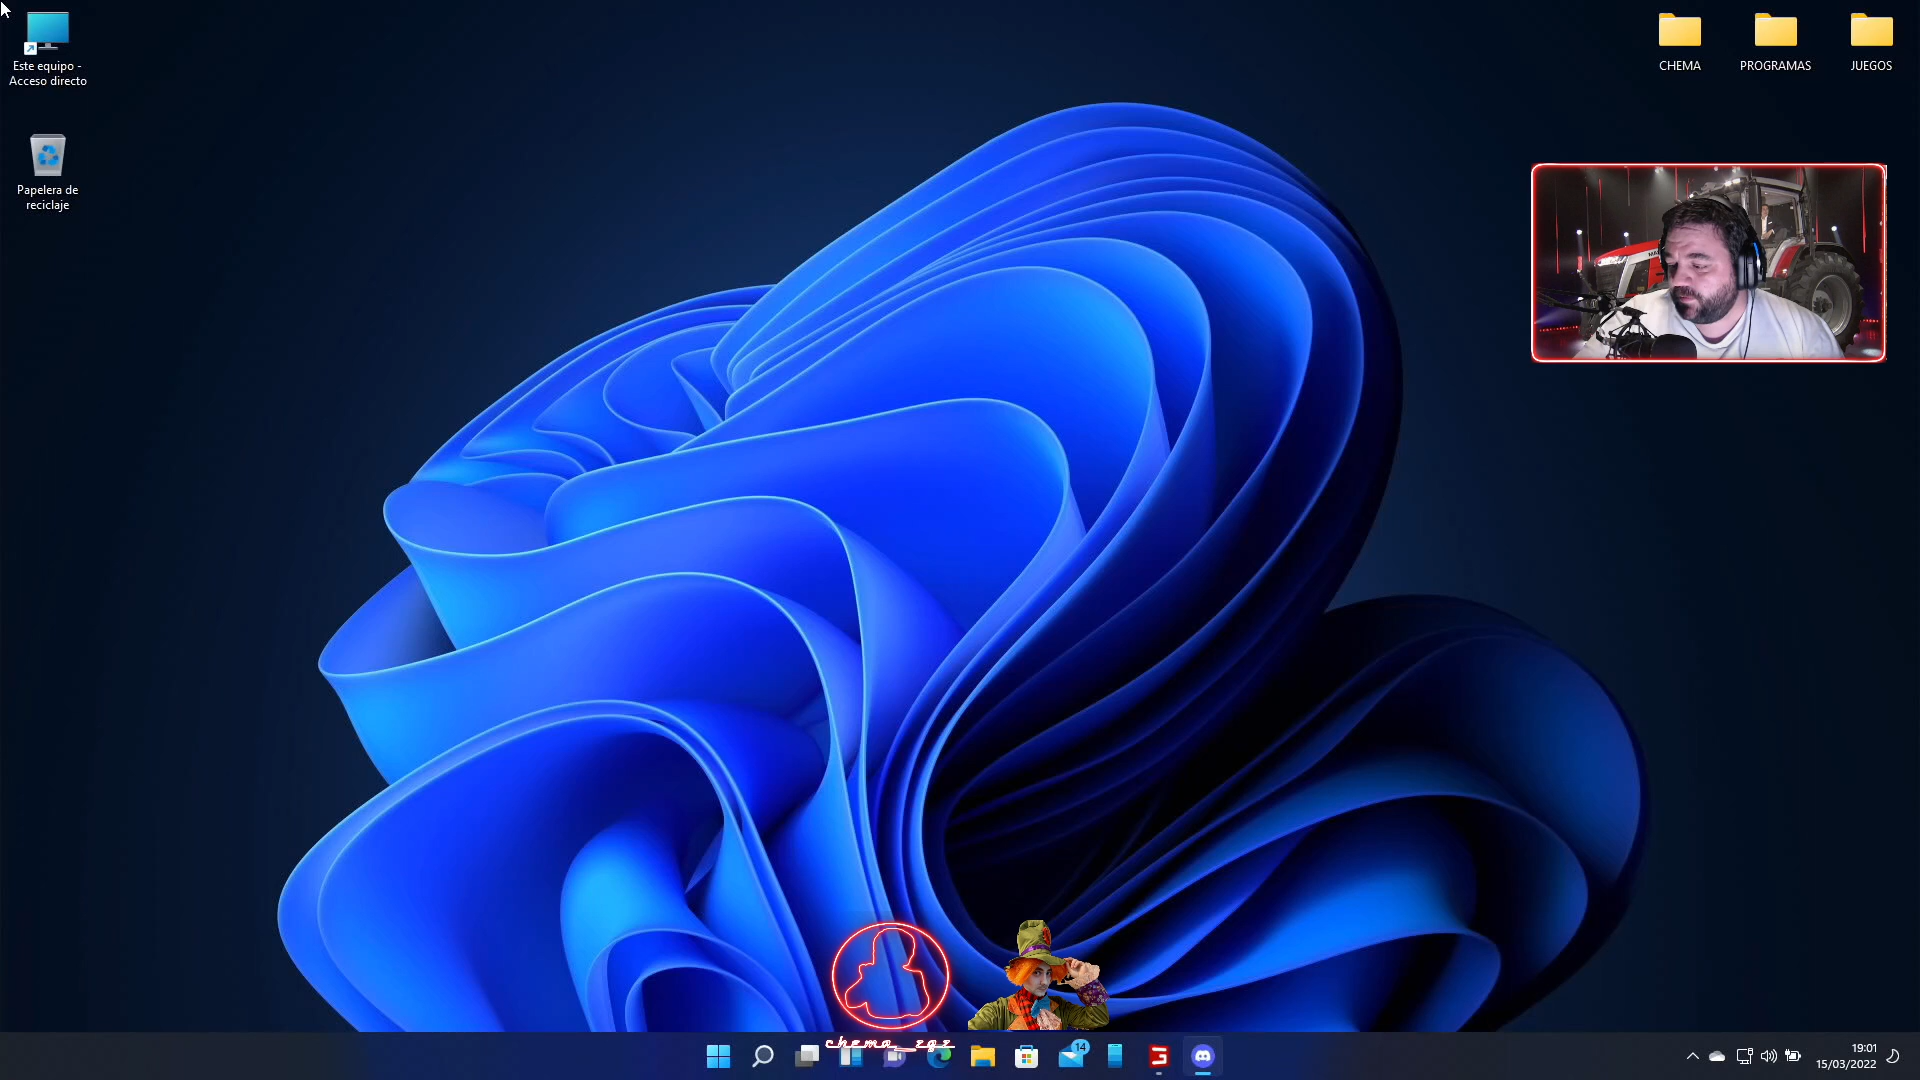 Este equipo -
Acceso directo
Papelera de
reciclaje
CHEMA
PROGRAMAS
JUEGOS
chema_zgz
14
19:01
15/03/2022